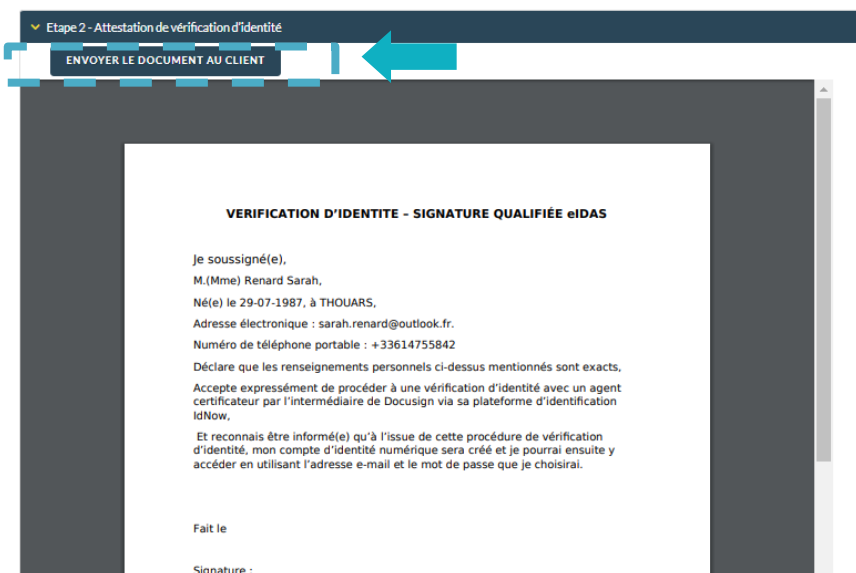 Etape 2 - Attestation de vérification d'identité
ENVOYER LE DOCUMENT AU CLIENT
VERIFICATION D'IDENTITE – SIGNATURE QUALIFIÉE eIDAS
Je soussigné(e),
M.(Mme) Renard Sarah,
Né(e) le 29-07-1987, à THOUARS,
Adresse électronique : sarah.renard@outlook.fr.
Numéro de téléphone portable : +33614755842
Déclare que les renseignements personnels ci-dessus mentionnés sont exacts,
Accepte expressément de procéder à une vérification d'identité avec un agent
certificateur par l'intermédiaire de Docusign via sa plateforme d'identification
IdNow,
Et reconnais être informé(e) qu'à l'issue de cette procédure de vérification
d'identité, mon compte d'identité numérique sera créé et je pourrai ensuite y
accéder en utilisant l'adresse e-mail et le mot de passe que je choisirai.
Fait le
Signature :